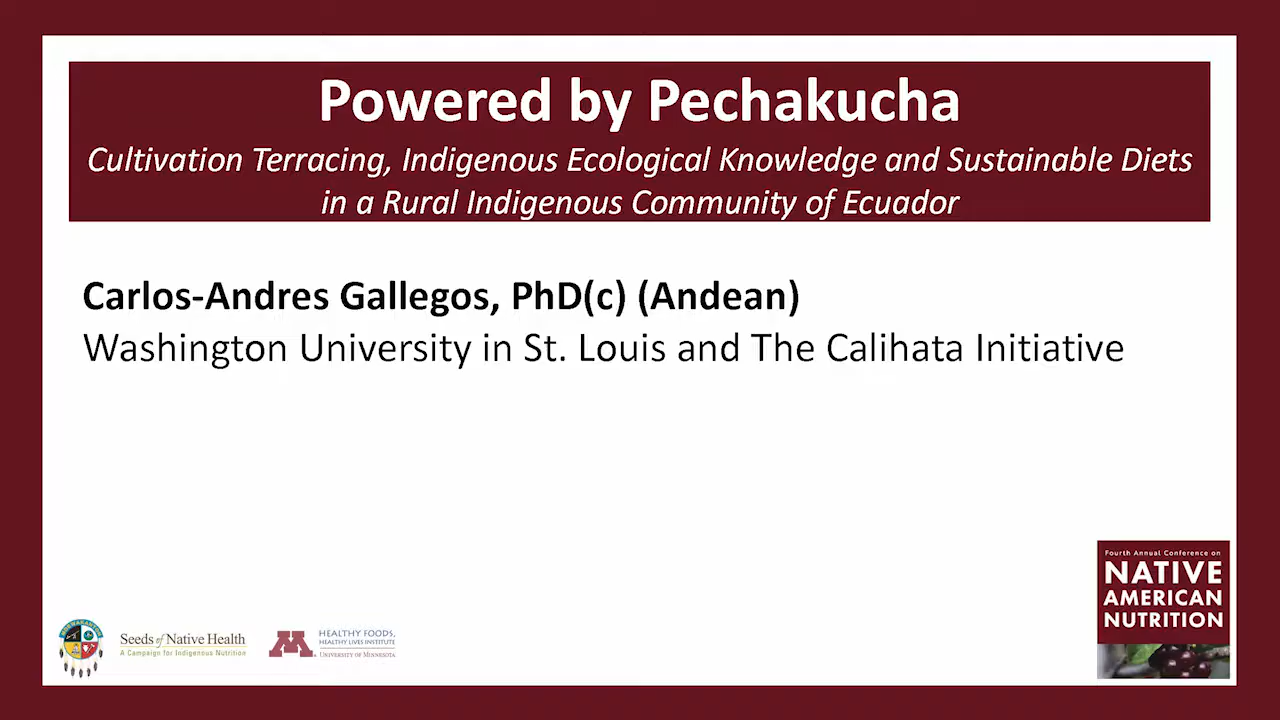 Powered by Pechakucha
Cultivation Terracing, Indigenous Ecological Knowledge and Sustainable Diets
in a Rural Indigenous Community of Ecuador
Carlos-Andres Gallegos, PhD(c) (Andean)
Washington University in St. Louis and The Calihata Initiative
Fourth Annual Conference on
NATIVE
AMERICAN
NUTRITION
Seeds of Native Health
A Campaign for Indigenous Nutrition
M
HEALTHY FOODS,
HEALTHY LIVES INSTITUTE
UNIVERSITY OF MINNESOTA